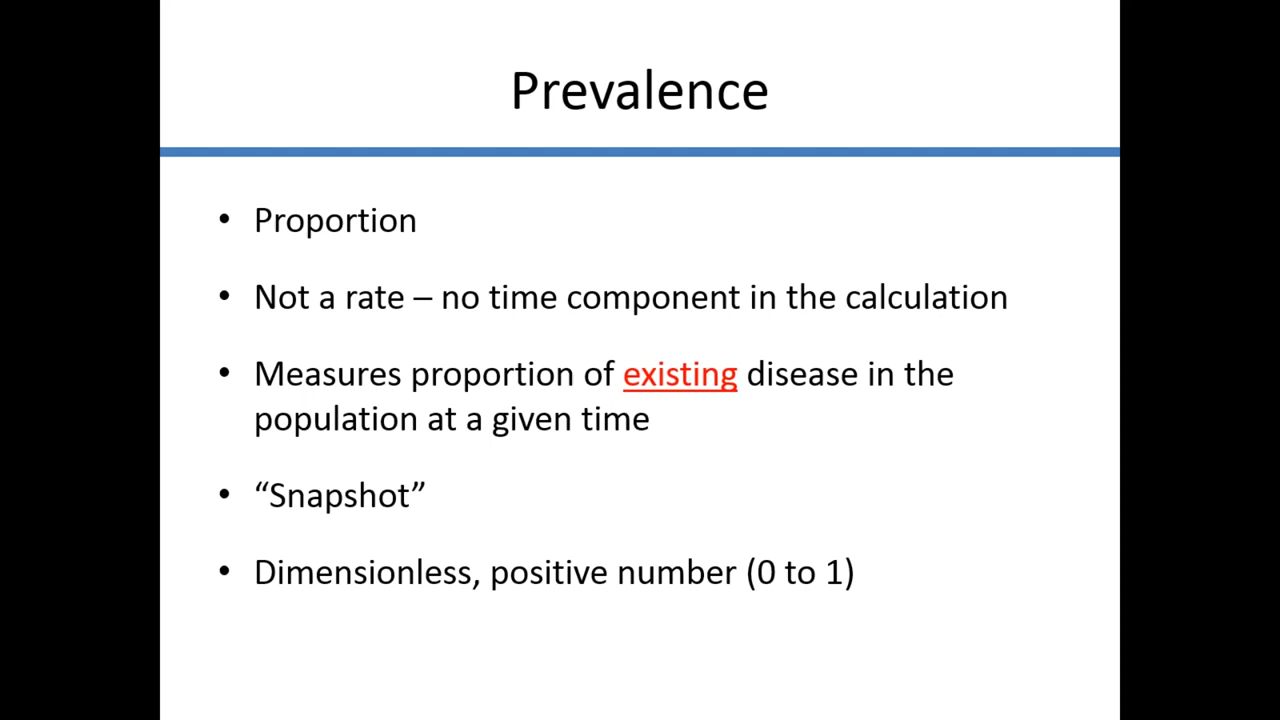 Prevalence
• Proportion
• Not a rate – no time component in the calculation
• Measures proportion of existing disease in the
population at a given time
• “Snapshot”
• Dimensionless, positive number (0 to 1)